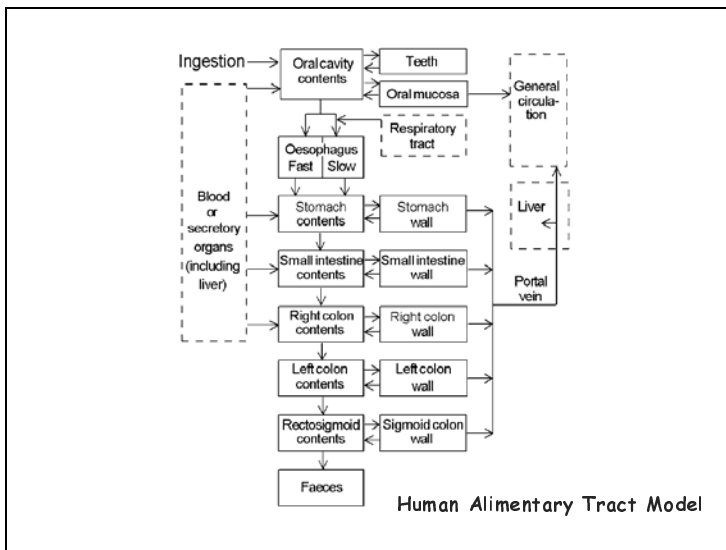 Ingestion
Oral cavity
contents
Teeth
Oral mucosa
General
circula-
tion
Respiratory
tract
Oesophagus
Fast
Slow
Blood
or
secretory
organs
(including
liver)
Stomach
contents
Stomach
wall
Liver
Small intestine
contents
Small intestine
wall
Portal
vein
Right colon
contents
Right colon
wall
Left colon
contents
Left colon
wall
Rectosigmoid
contents
Sigmoid colon
wall
Faeces
Human Alimentary Tract Model